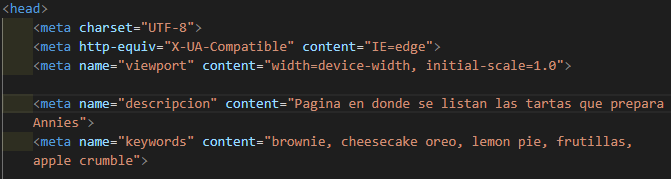 <head>
<meta charset="UTF-8">
<meta http-equiv="X-UA-Compatible" content="IE=edge">
<meta name="viewport" content="width=device-width, initial-scale=1.0">
<meta name="descripcion" content="Pagina en donde se listan las tartas que prepara
Annies">
<meta name="keywords" content="brownie, cheesecake oreo, lemon pie, frutillas,
apple crumble">